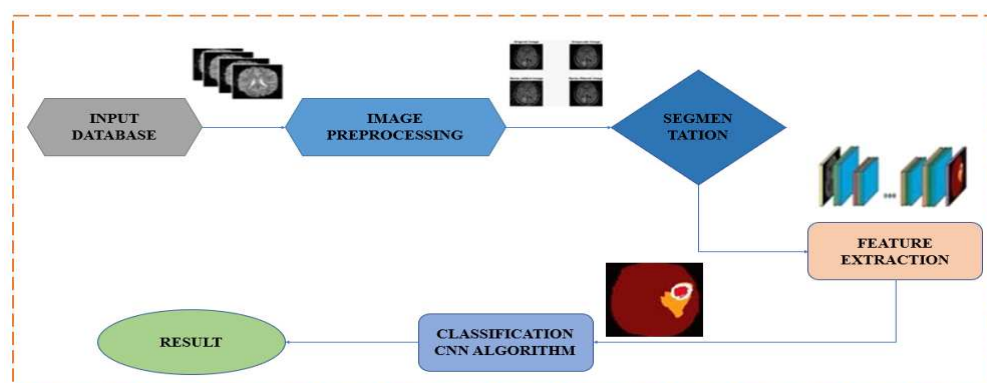 INPUT
DATABASE
IMAGE
PREPROCESSING
SEGMEN
TATION
FEATURE
EXTRACTION
CLASSIFICATION
CNN ALGORITHM
RESULT